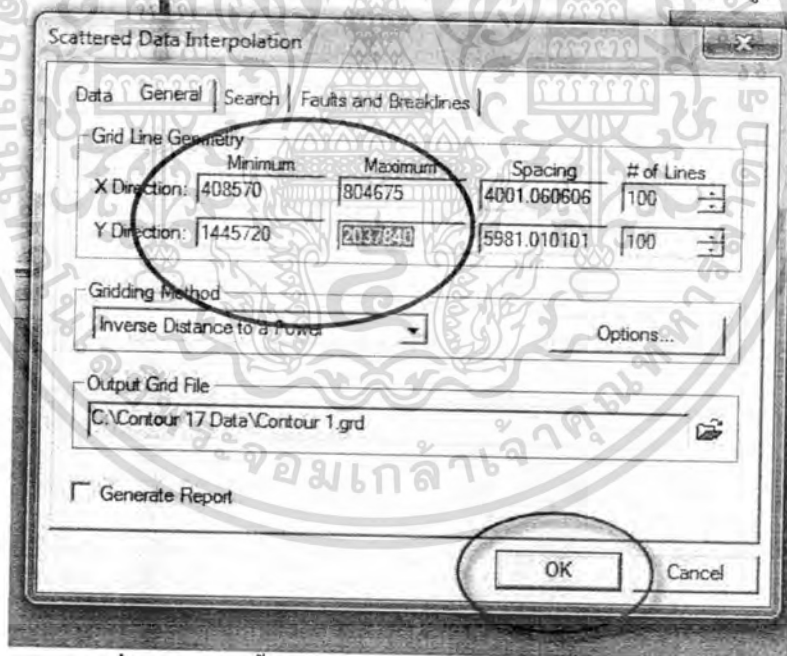 Scattered Data Interpolation
Data General Search Faults and Breaklines
Grid Line Geometry
Minimum Maximum Spacing # of Lines
X Direction: 408570 804675 4001.060606 100
Y Direction: 1445720 2037840 5981.010101 100
Gridding Method
Inverse Distance to a Power
Options...
Output Grid File
C:\Contour 17 Data\Contour 1.grd
Generate Report
OK Cancel